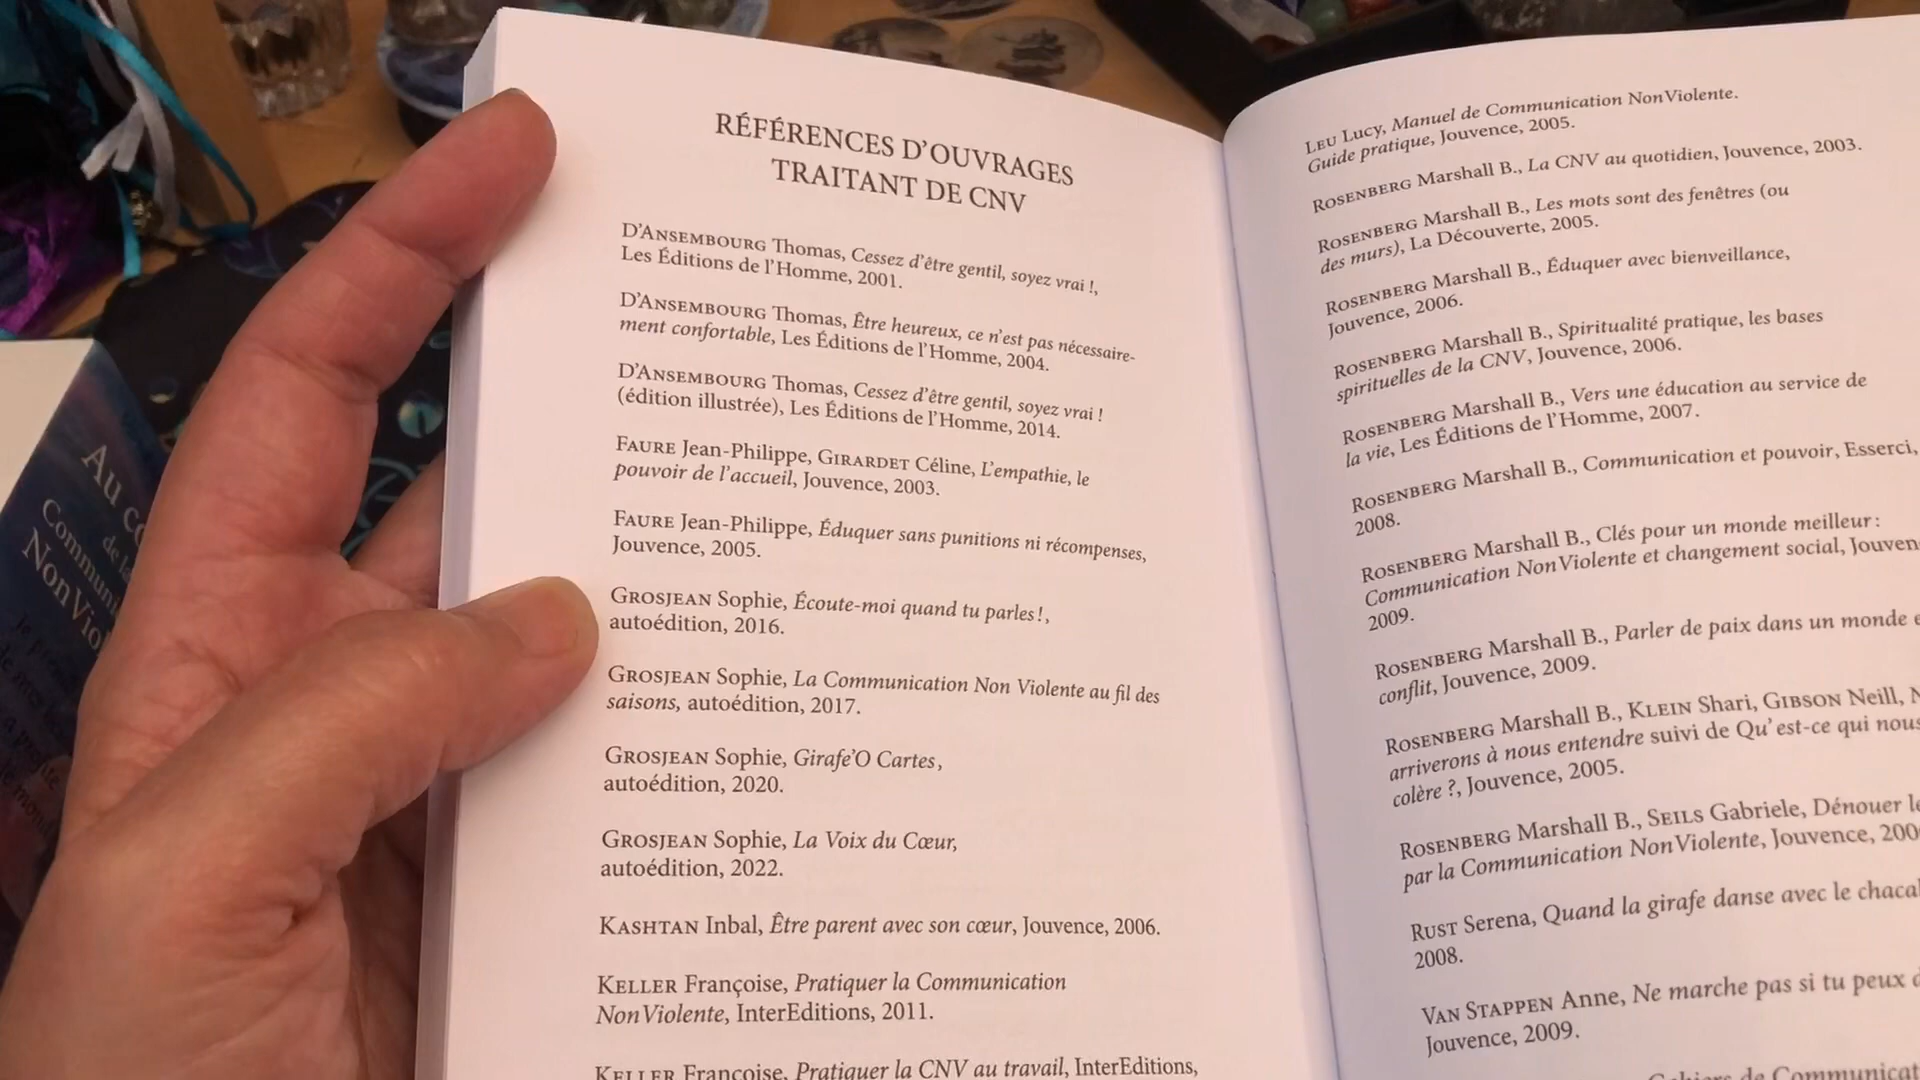 RÉFÉRENCES D'OUVRAGES
TRAITANT DE CNV
D'ANSEMBOURG Thomas, Cessez d'être gentil, soyez vrai !,
Les Éditions de l'Homme, 2001.
D'ANSEMBOURG Thomas, Être heureux, ce n'est pas nécessaire-
ment confortable, Les Éditions de l'Homme, 2004.
D'ANSEMBOURG Thomas, Cessez d'être gentil, soyez vrai !
(édition illustrée), Les Éditions de l'Homme, 2014.
FAURE Jean-Philippe, GIRARDET Céline, L'empathie, le
pouvoir de l'accueil, Jouvence, 2003.
FAURE Jean-Philippe, Éduquer sans punitions ni récompenses,
Jouvence, 2005.
GROSJEAN Sophie, Écoute-moi quand tu parles !,
autoédition, 2016.
GROSJEAN Sophie, La Communication Non Violente au fil des
saisons, autoédition, 2017.
GROSJEAN Sophie, Girafe'O Cartes,
autoédition, 2020.
GROSJEAN Sophie, La Voix du Cœur,
autoédition, 2022.
KASHTAN Inbal, Être parent avec son cœur, Jouvence, 2006.
KELLER Françoise, Pratiquer la Communication
NonViolente, InterEditions, 2011.
KELLER Françoise, Pratiquer la CNV au travail, InterEditions,
LEU Lucy, Manuel de Communication NonViolente.
Guide pratique, Jouvence, 2005.
ROSENBERG Marshall B., La CNV au quotidien, Jouvence, 2003.
ROSENBERG Marshall B., Les mots sont des fenêtres (ou
des murs), La Découverte, 2005.
ROSENBERG Marshall B., Éduquer avec bienveillance,
Jouvence, 2006.
ROSENBERG Marshall B., Spiritualité pratique, les bases
spirituelles de la CNV, Jouvence, 2006.
ROSENBERG Marshall B., Vers une éducation au service de
la vie, Les Éditions de l'Homme, 2007.
ROSENBERG Marshall B., Communication et pouvoir, Esserci,
2008.
ROSENBERG Marshall B., Clés pour un monde meilleur :
Communication NonViolente et changement social, Jouven
2009.
ROSENBERG Marshall B., Parler de paix dans un monde
conflit, Jouvence, 2009.
ROSENBERG Marshall B., KLEIN Shari, GIBSON Neill,
arriverons à nous entendre suivi de Qu'est-ce qui nous
colère ?, Jouvence, 2005.
ROSENBERG Marshall B., SEILS Gabriele, Dénouer
par la Communication NonViolente, Jouvence, 200
RUST Serena, Quand la girafe danse avec le chacal
2008.
VAN STAPPEN Anne, Ne marche pas si tu peux
Jouvence, 2009.
Cahiers de Communicat
Au
de
Communi
NonVio